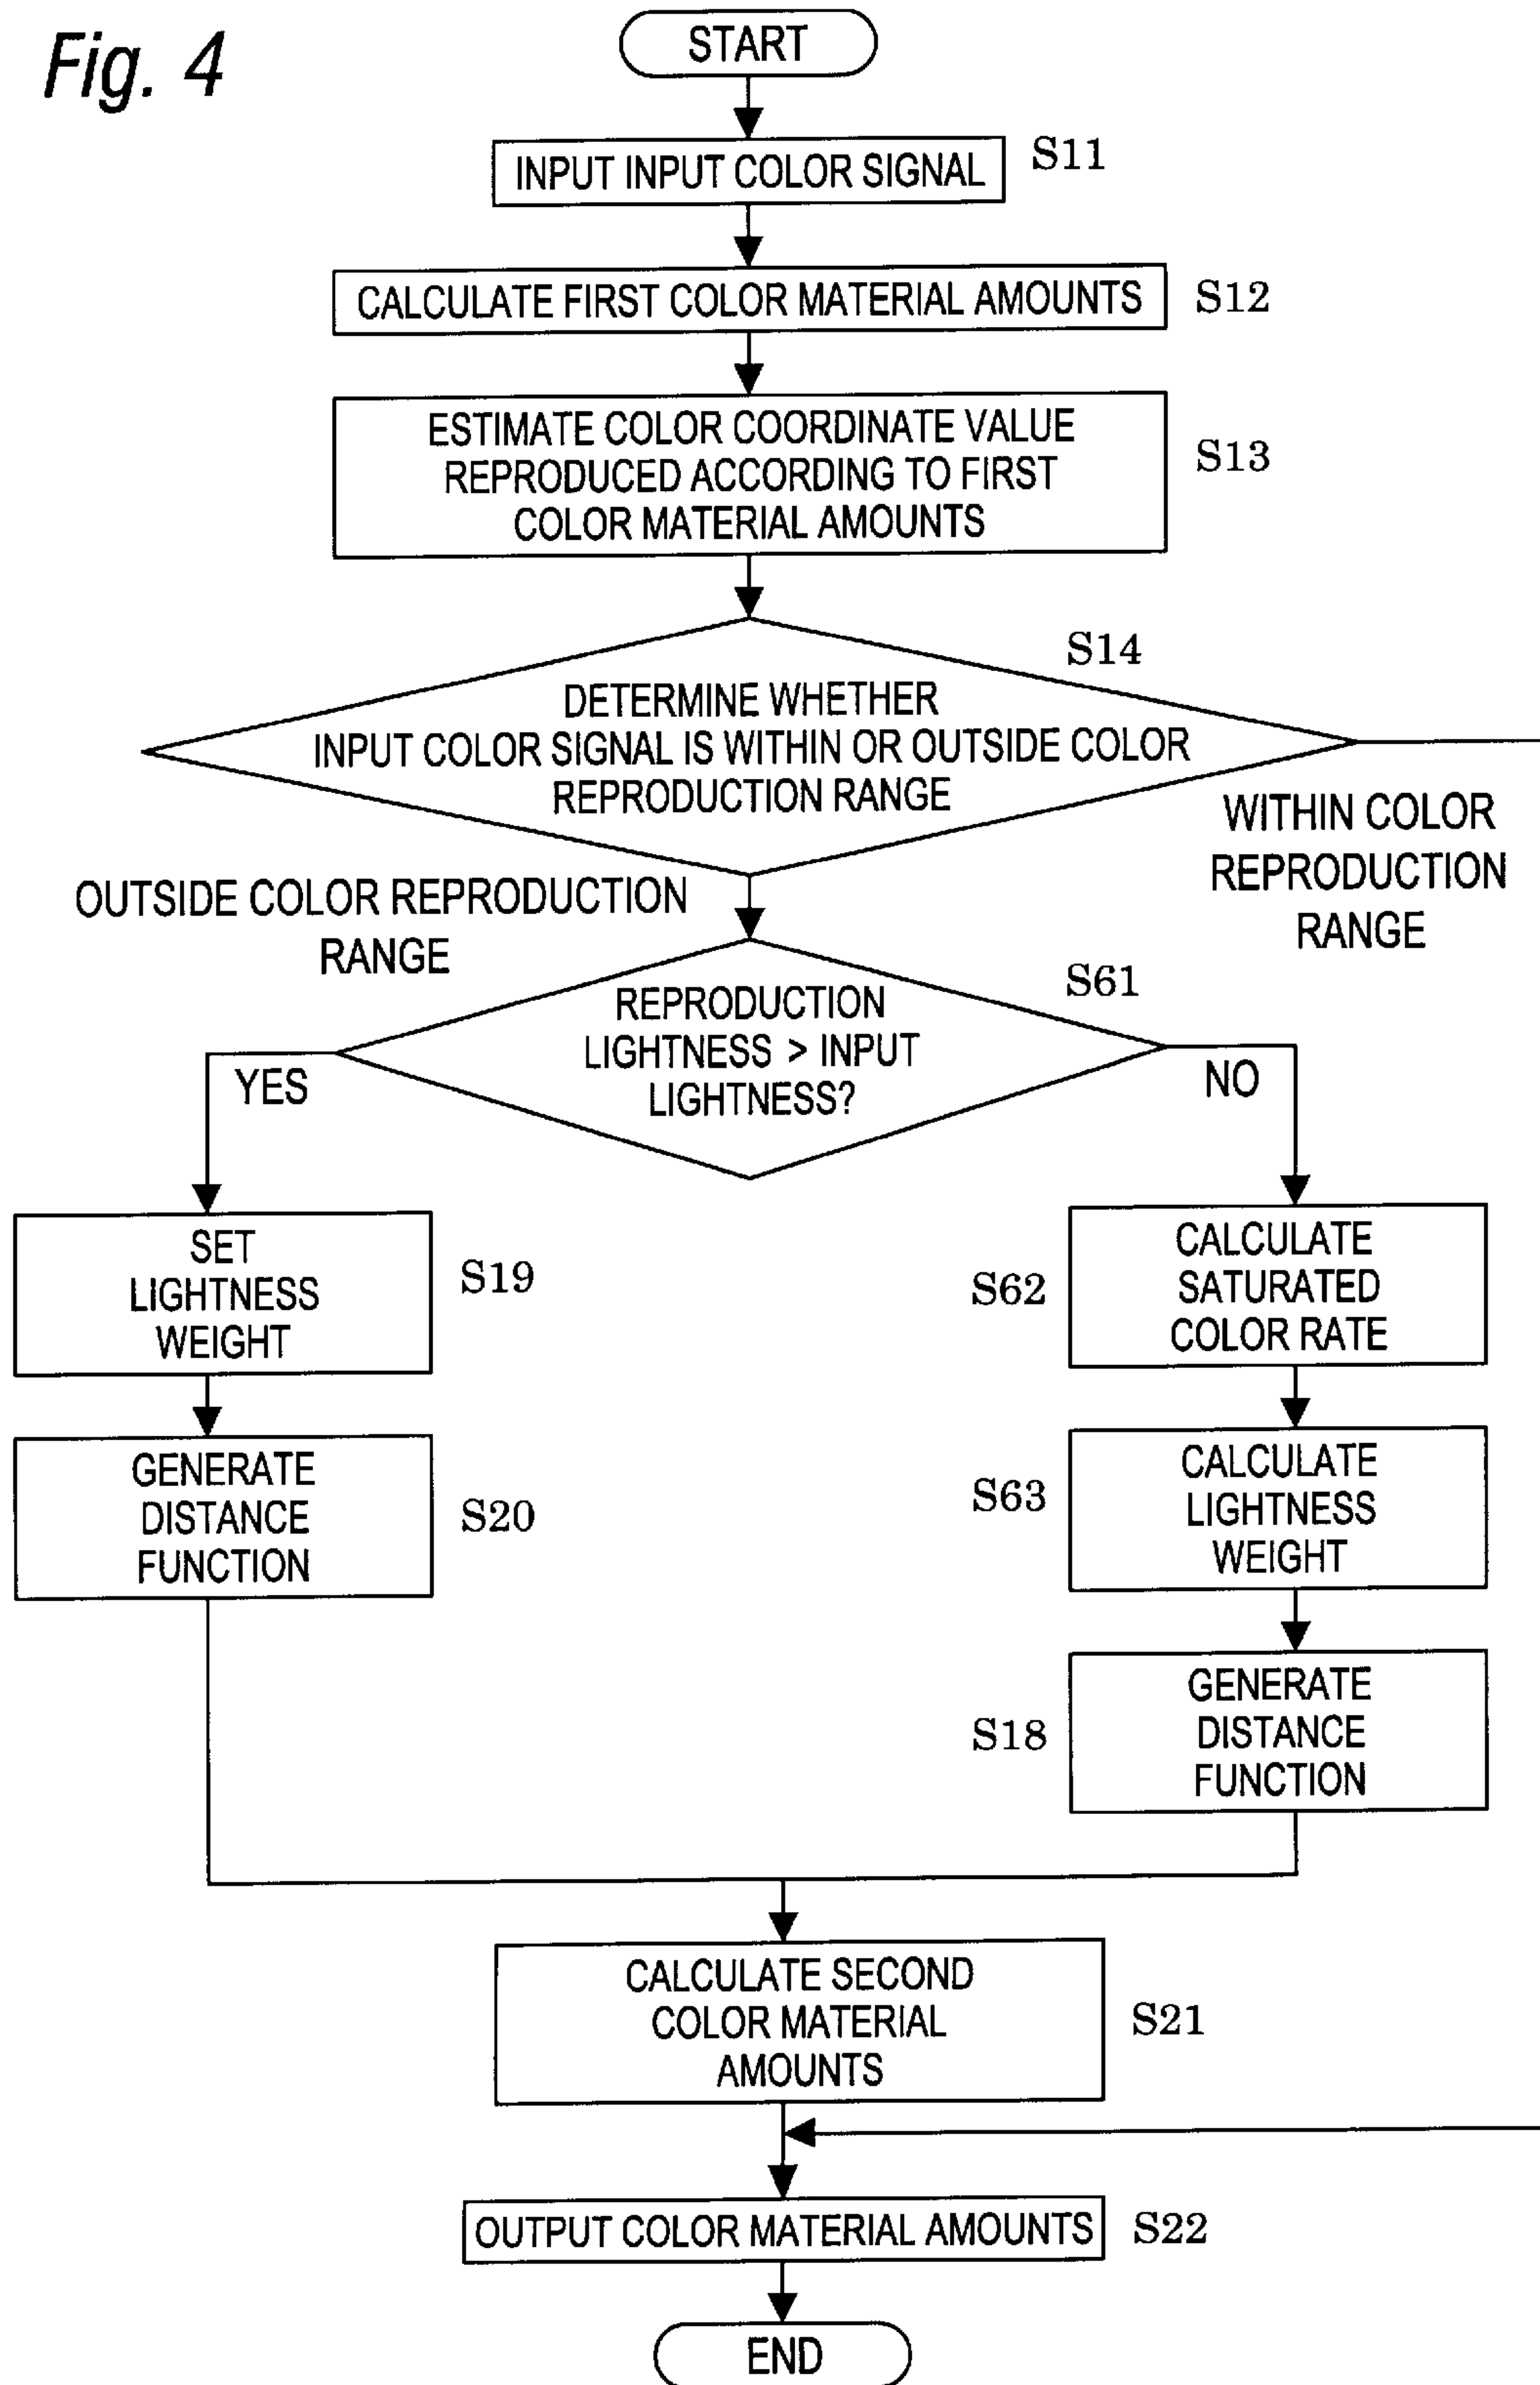 Fig. 4
START
INPUT INPUT COLOR SIGNAL
S11
CALCULATE FIRST COLOR MATERIAL AMOUNTS
S12
ESTIMATE COLOR COORDINATE VALUE
REPRODUCED ACCORDING TO FIRST
COLOR MATERIAL AMOUNTS
S13
S14
DETERMINE WHETHER
INPUT COLOR SIGNAL IS WITHIN OR OUTSIDE COLOR
REPRODUCTION RANGE
WITHIN COLOR
REPRODUCTION
RANGE
OUTSIDE COLOR REPRODUCTION
RANGE
S61
REPRODUCTION
LIGHTNESS > INPUT
LIGHTNESS?
YES
NO
SET
LIGHTNESS
WEIGHT
S19
GENERATE
DISTANCE
FUNCTION
S20
S62
CALCULATE
SATURATED
COLOR RATE
S63
CALCULATE
LIGHTNESS
WEIGHT
S18
GENERATE
DISTANCE
FUNCTION
CALCULATE SECOND
COLOR MATERIAL
AMOUNTS
S21
OUTPUT COLOR MATERIAL AMOUNTS
S22
END